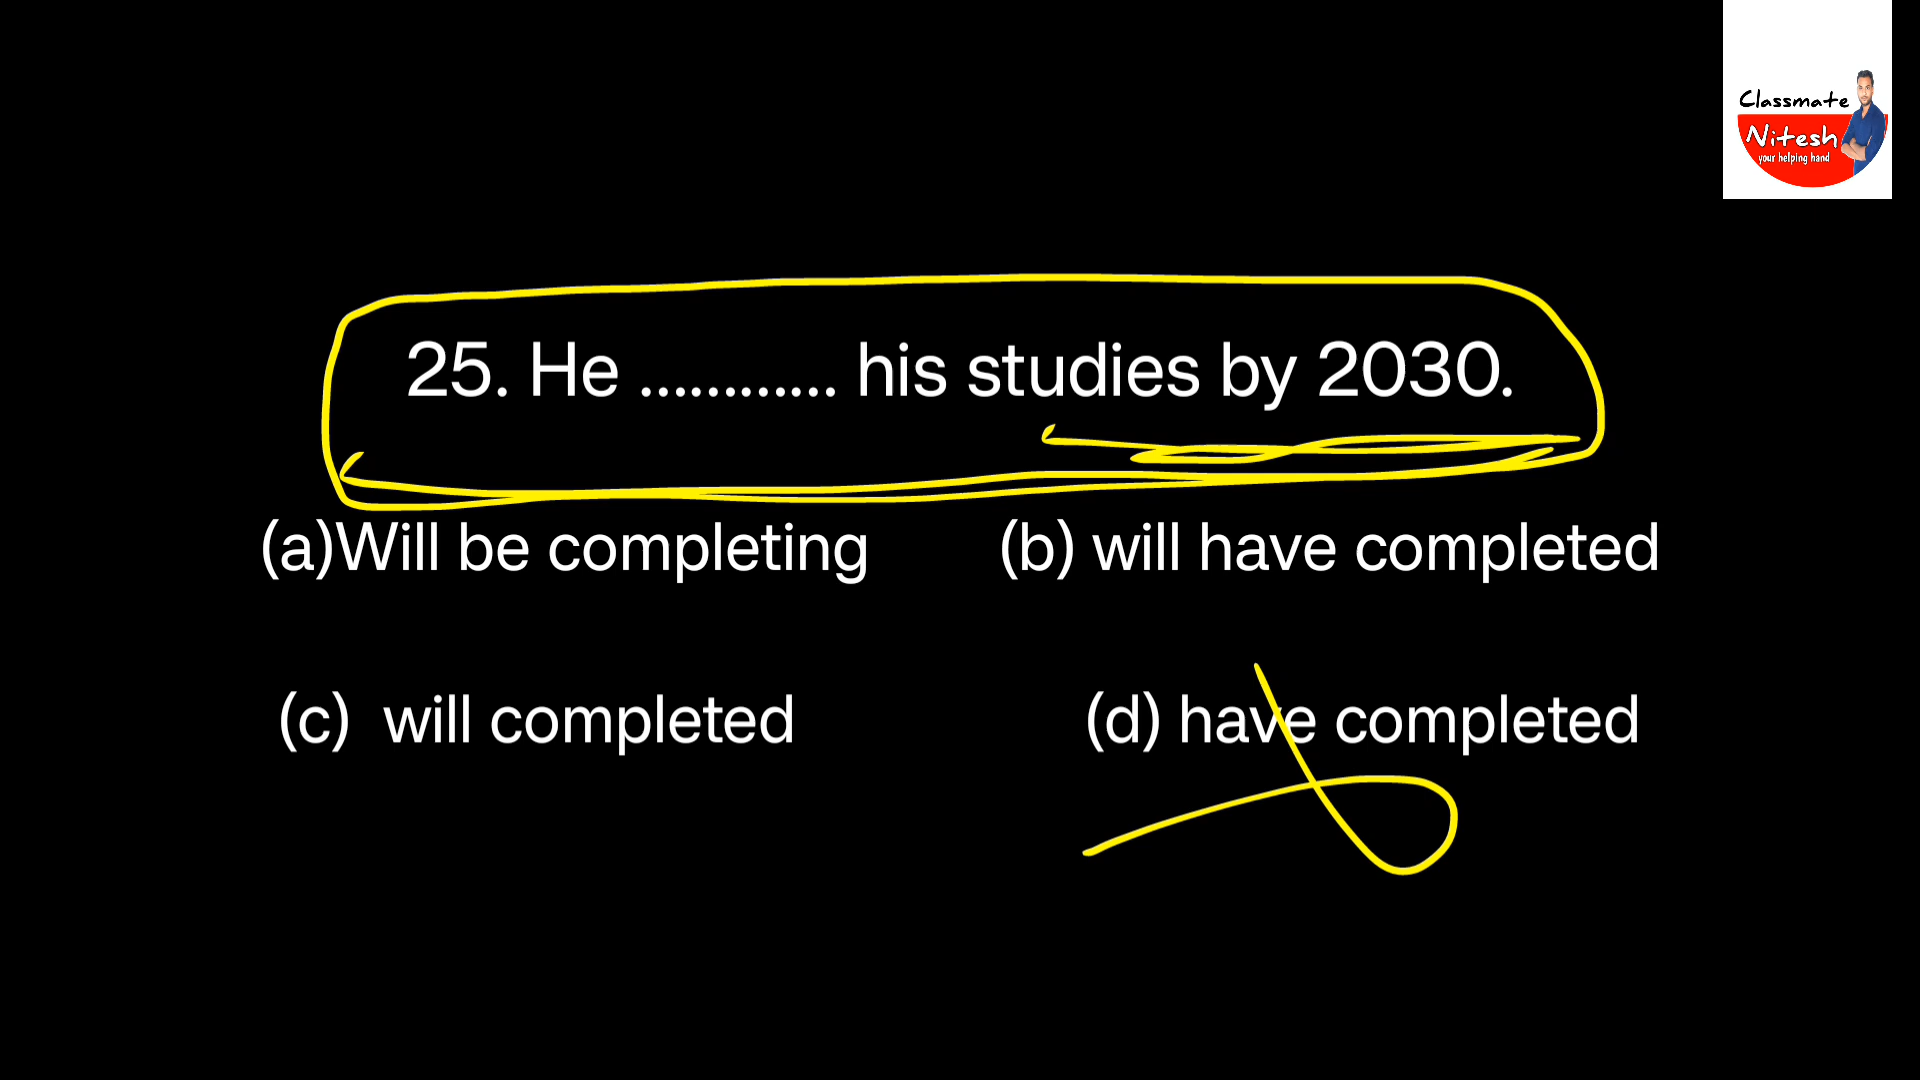 Classmate
Nitesh
your helping hand
25. He ............ his studies by 2030.
(a)Will be completing (b) will have completed
(c) will completed (d) have completed